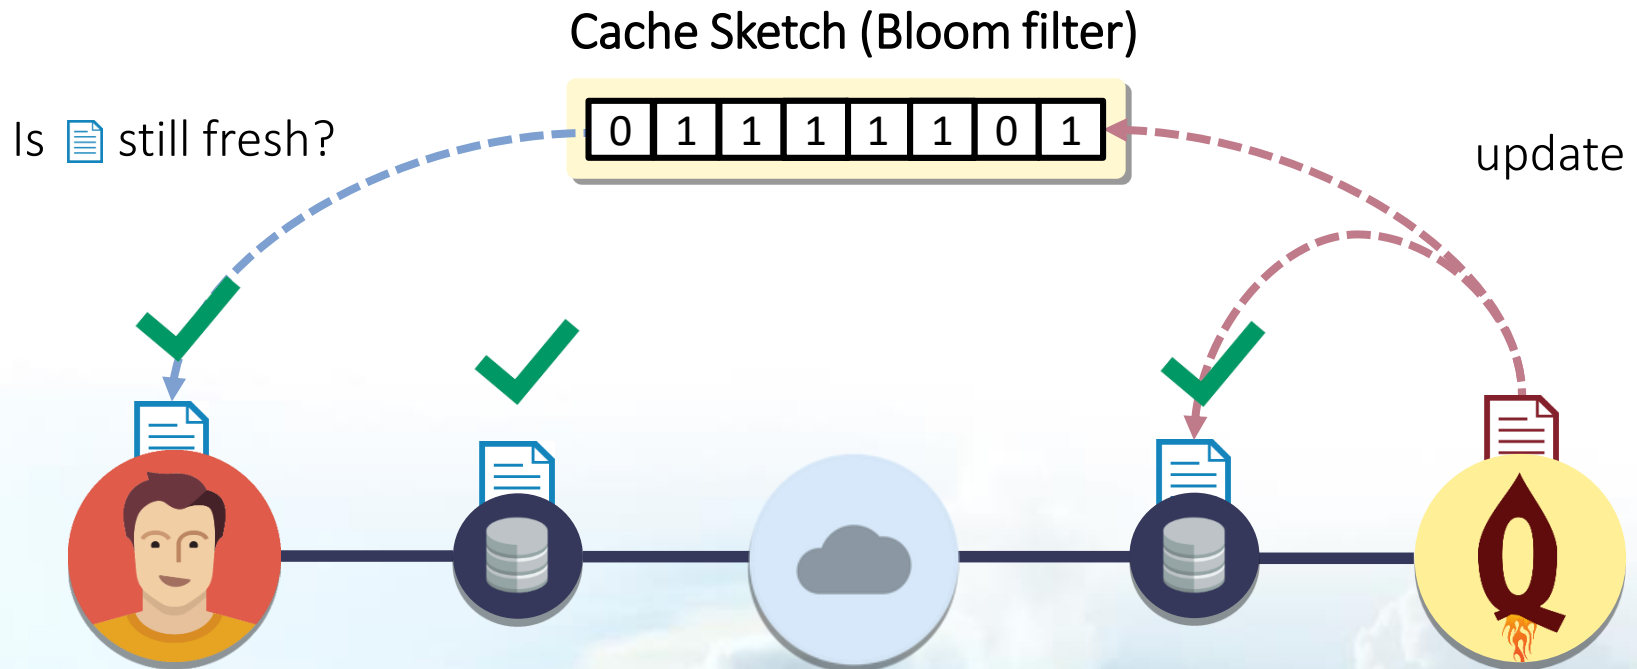 Cache Sketch (Bloom filter)
0 1 1 1 1 1 0 1
Is still fresh?
update
Q